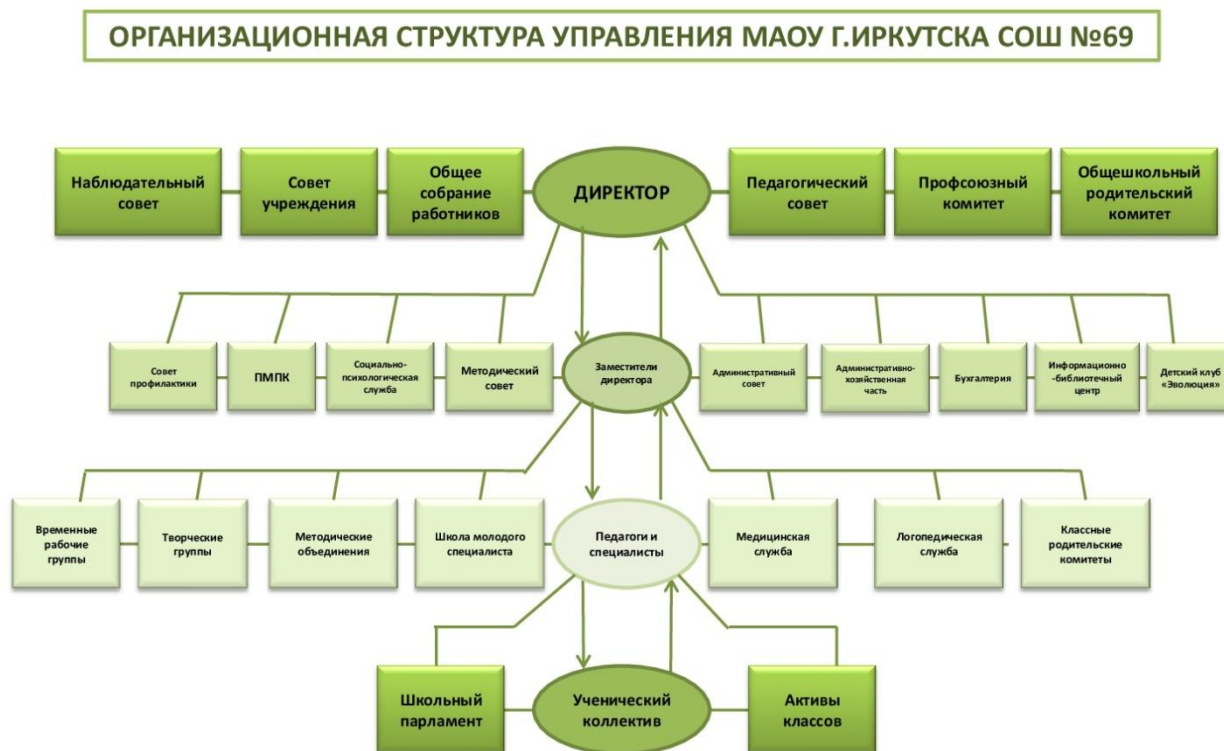 ОРГАНИЗАЦИОННАЯ СТРУКТУРА УПРАВЛЕНИЯ МАОУ Г.ИРКУТСКА СОШ №69
Наблюдательный
совет
Совет
учреждения
Общее
собрание
работников
ДИРЕКТОР
Педагогический
совет
Профсоюзный
комитет
Общешкольный
родительский
комитет
Совет
профилактики
ПМПК
Социально-
психологическая
служба
Методический
совет
Заместители
директора
Административный
совет
Административно-
хозяйственная
часть
Бухгалтерия
Информационно
-библиотечный
центр
Детский клуб
«Эволюция»
Временные
рабочие
группы
Творческие
группы
Методические
объединения
Школа молодого
специалиста
Педагоги и
специалисты
Медицинская
служба
Логопедическая
служба
Классные
родительские
комитеты
Школьный
парламент
Ученический
коллектив
Активы
классов